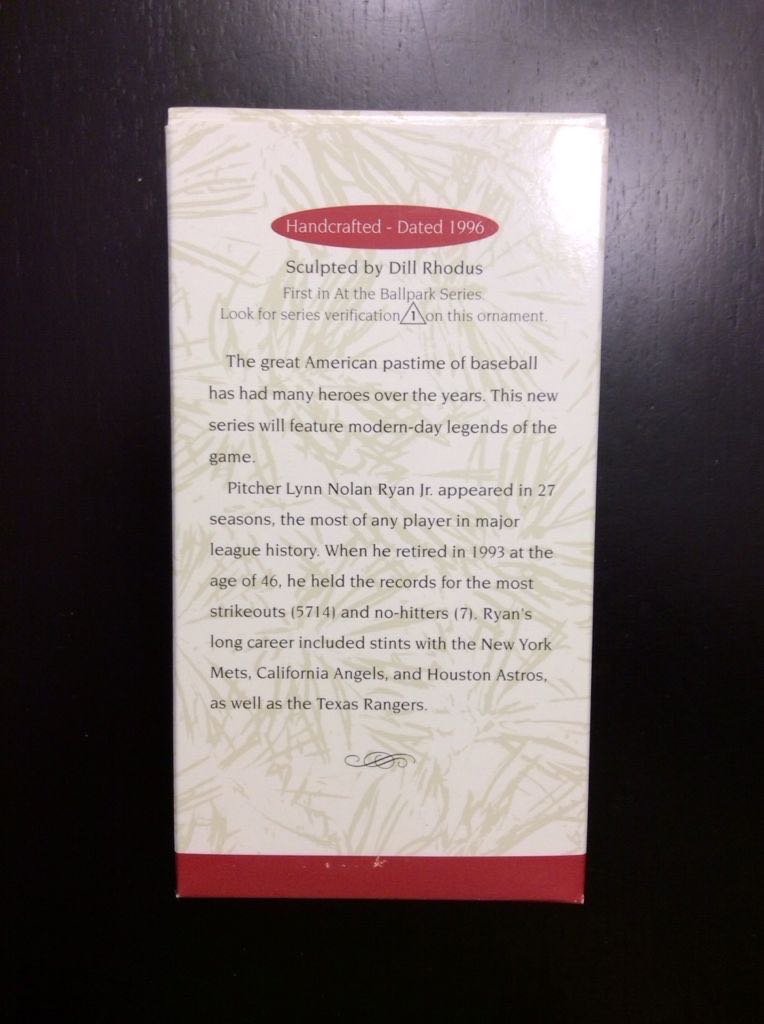 Handcrafted - Dated 1996
Sculpted by Dill Rhodus
First in At the Ballpark Series.
Look for series verification 1 on this ornament.
The great American pastime of baseball
has had many heroes over the years. This new
series will feature modern-day legends of the
game.
Pitcher Lynn Nolan Ryan Jr. appeared in 27
seasons, the most of any player in major
league history. When he retired in 1993 at the
age of 46, he held the records for the most
strikeouts (5714) and no-hitters (7). Ryan's
long career included stints with the New York
Mets, California Angels, and Houston Astros,
as well as the Texas Rangers.